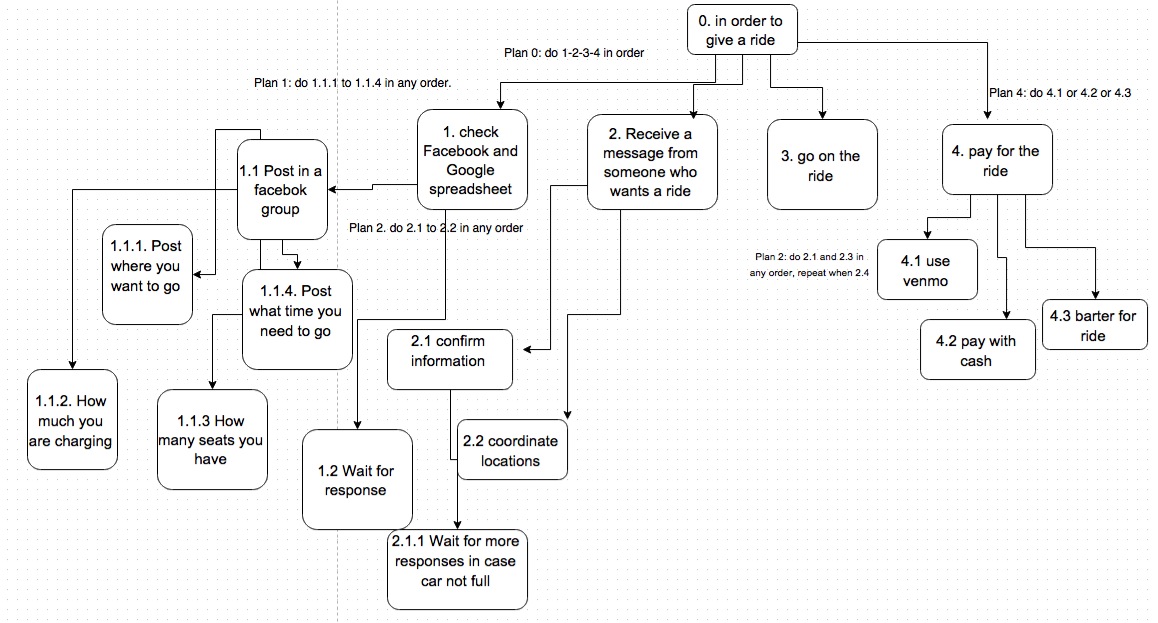 0. in order to
give a ride
Plan 0: do 1-2-3-4 in order
Plan 1: do 1.1.1 to 1.1.4 in any order.
Plan 4: do 4.1 or 4.2 or 4.3
1. check
Facebook and
Google
spreadsheet
2. Receive a
message from
someone who
wants a ride
3. go on the
ride
4. pay for the
ride
1.1 Post in a
facebok
group
Plan 2. do 2.1 to 2.2 in any order
1.1.1. Post
where you
want to go
Plan 2: do 2.1 and 2.3 in
any order, repeat when 2.4
4.1 use
venmo
1.1.4. Post
what time you
need to go
4.3 barter for
ride
4.2 pay with
cash
2.1 confirm
information
1.1.2. How
much you
are charging
1.1.3 How
many seats you
have
2.2 coordinate
locations
1.2 Wait for
response
2.1.1 Wait for more
responses in case
car not full